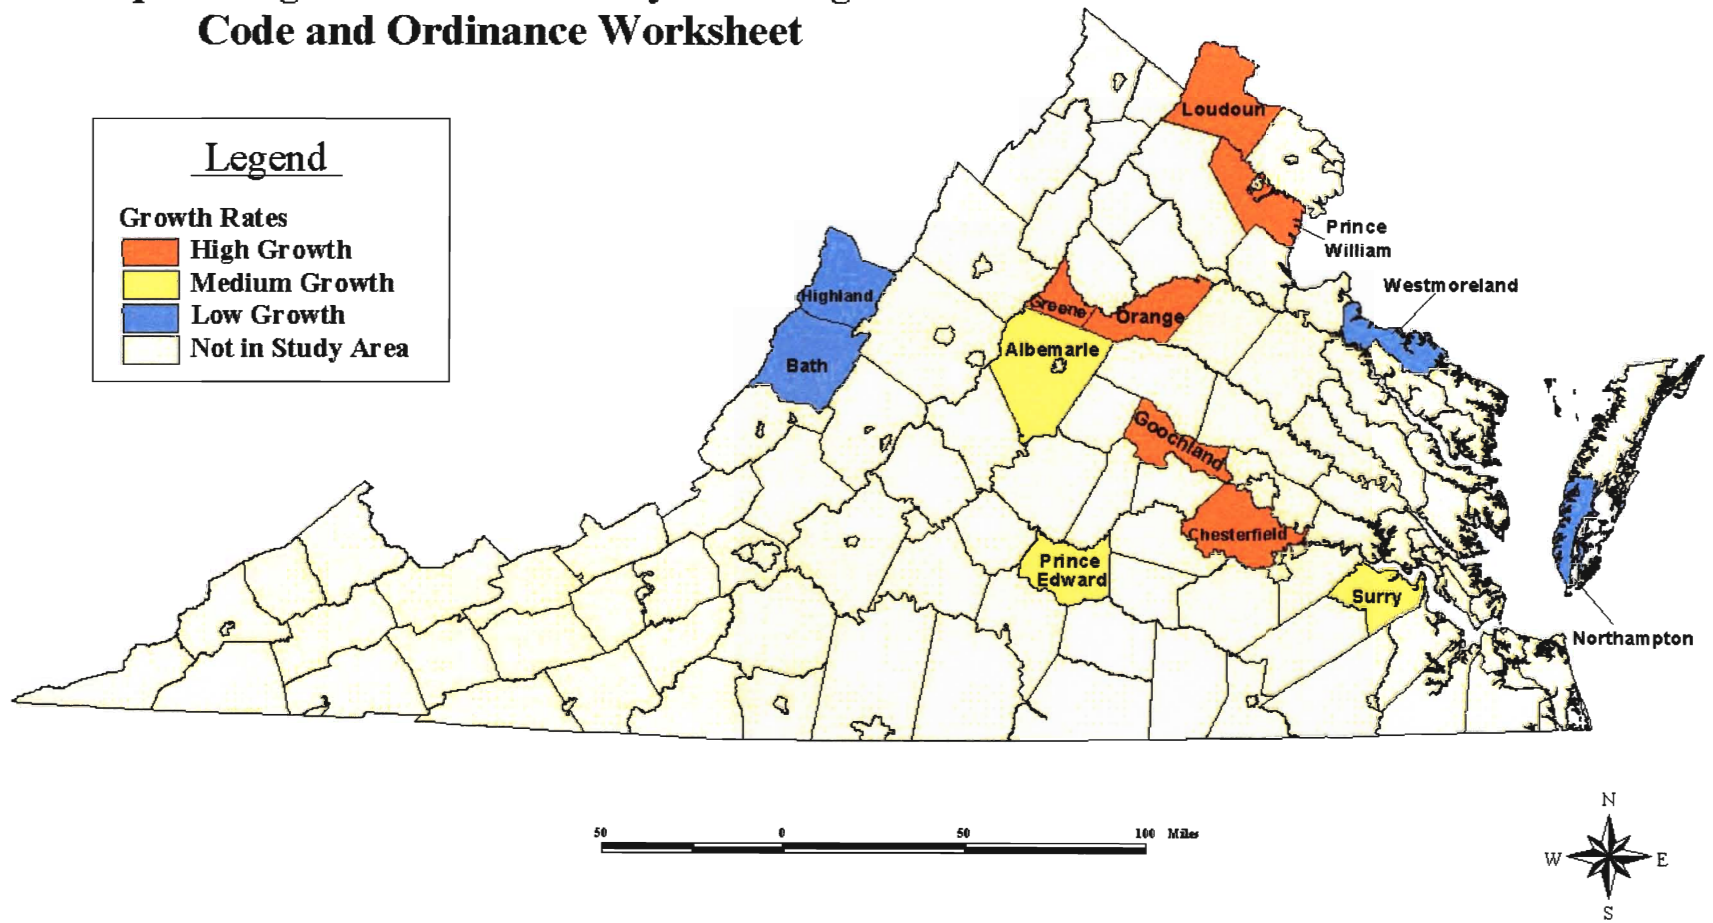 Code and Ordinance Worksheet
Legend
Growth Rates
High Growth
Medium Growth
Low Growth
Not in Study Area
Loudoun
Prince
William
Westmoreland
Highland
Greene
Orange
Bath
Albemarle
Goochland
Chesterfield
Prince
Edward
Surry
Northampton
50 0 50 100 Miles
N
W E
S